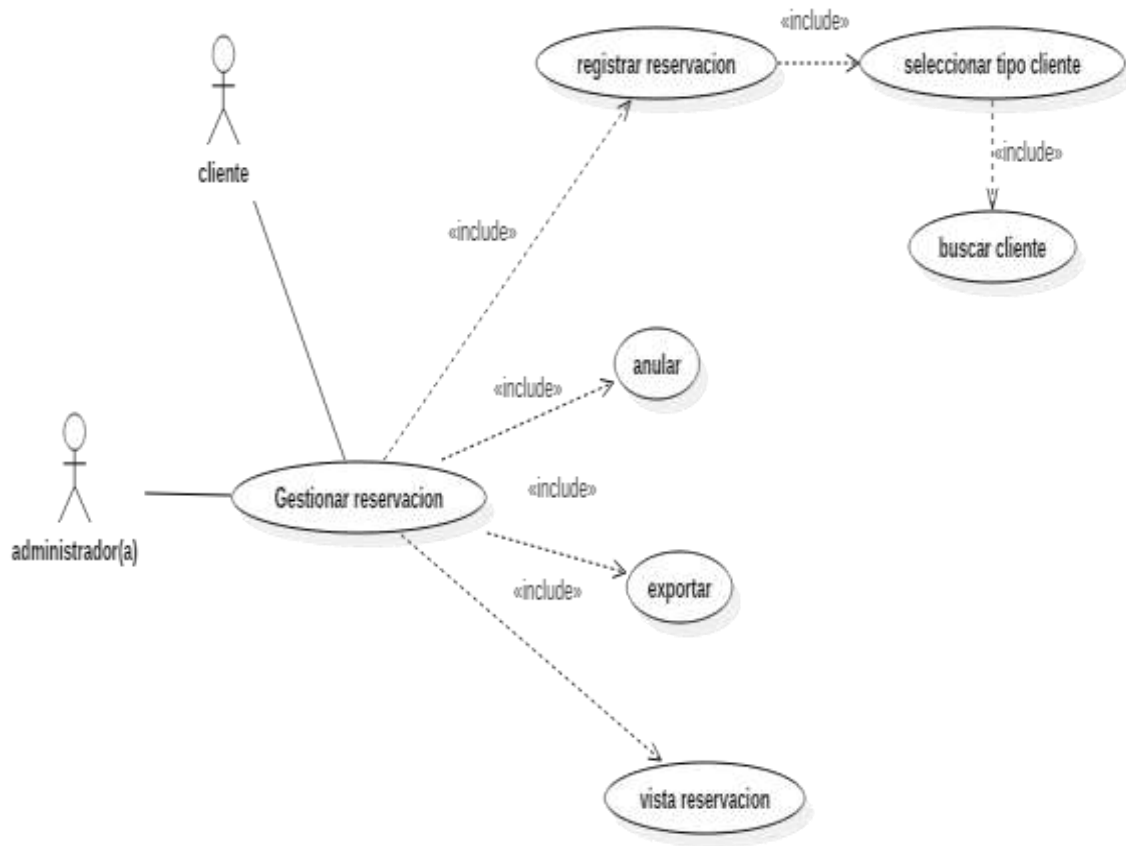 «include»
registrar reservacion
seleccionar tipo cliente
cliente
«include»
«include»
buscar cliente
anular
«include»
Gestionar reservacion
«include»
administrador(a)
exportar
«include»
vista reservacion